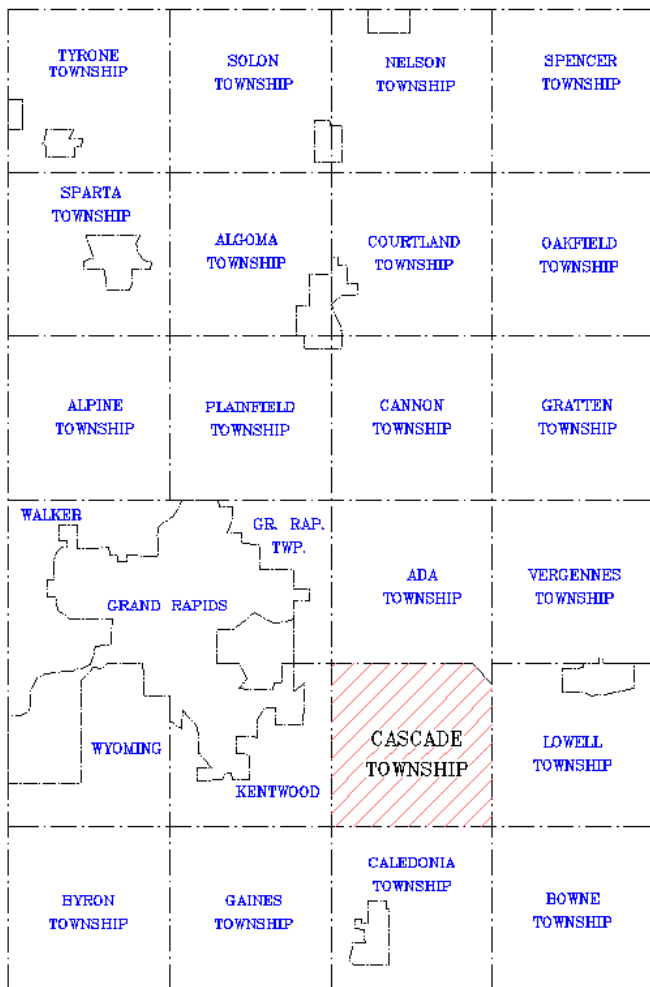 TYRONE
TOWNSHIP
SOLON
TOWNSHIP
NELSON
TOWNSHIP
SPENCER
TOWNSHIP
SPARTA
TOWNSHIP
ALGOMA
TOWNSHIP
COURTLAND
TOWNSHIP
OAKFIELD
TOWNSHIP
ALPINE
TOWNSHIP
PLAINFIELD
TOWNSHIP
CANNON
TOWNSHIP
GRATTEN
TOWNSHIP
WALKER
GR. RAP.
TWP.
GRAND RAPIDS
ADA
TOWNSHIP
VERGENNES
TOWNSHIP
WYOMING
KENTWOOD
CASCADE
TOWNSHIP
LOWELL
TOWNSHIP
BYRON
TOWNSHIP
GAINES
TOWNSHIP
CALEDONIA
TOWNSHIP
BOWNE
TOWNSHIP